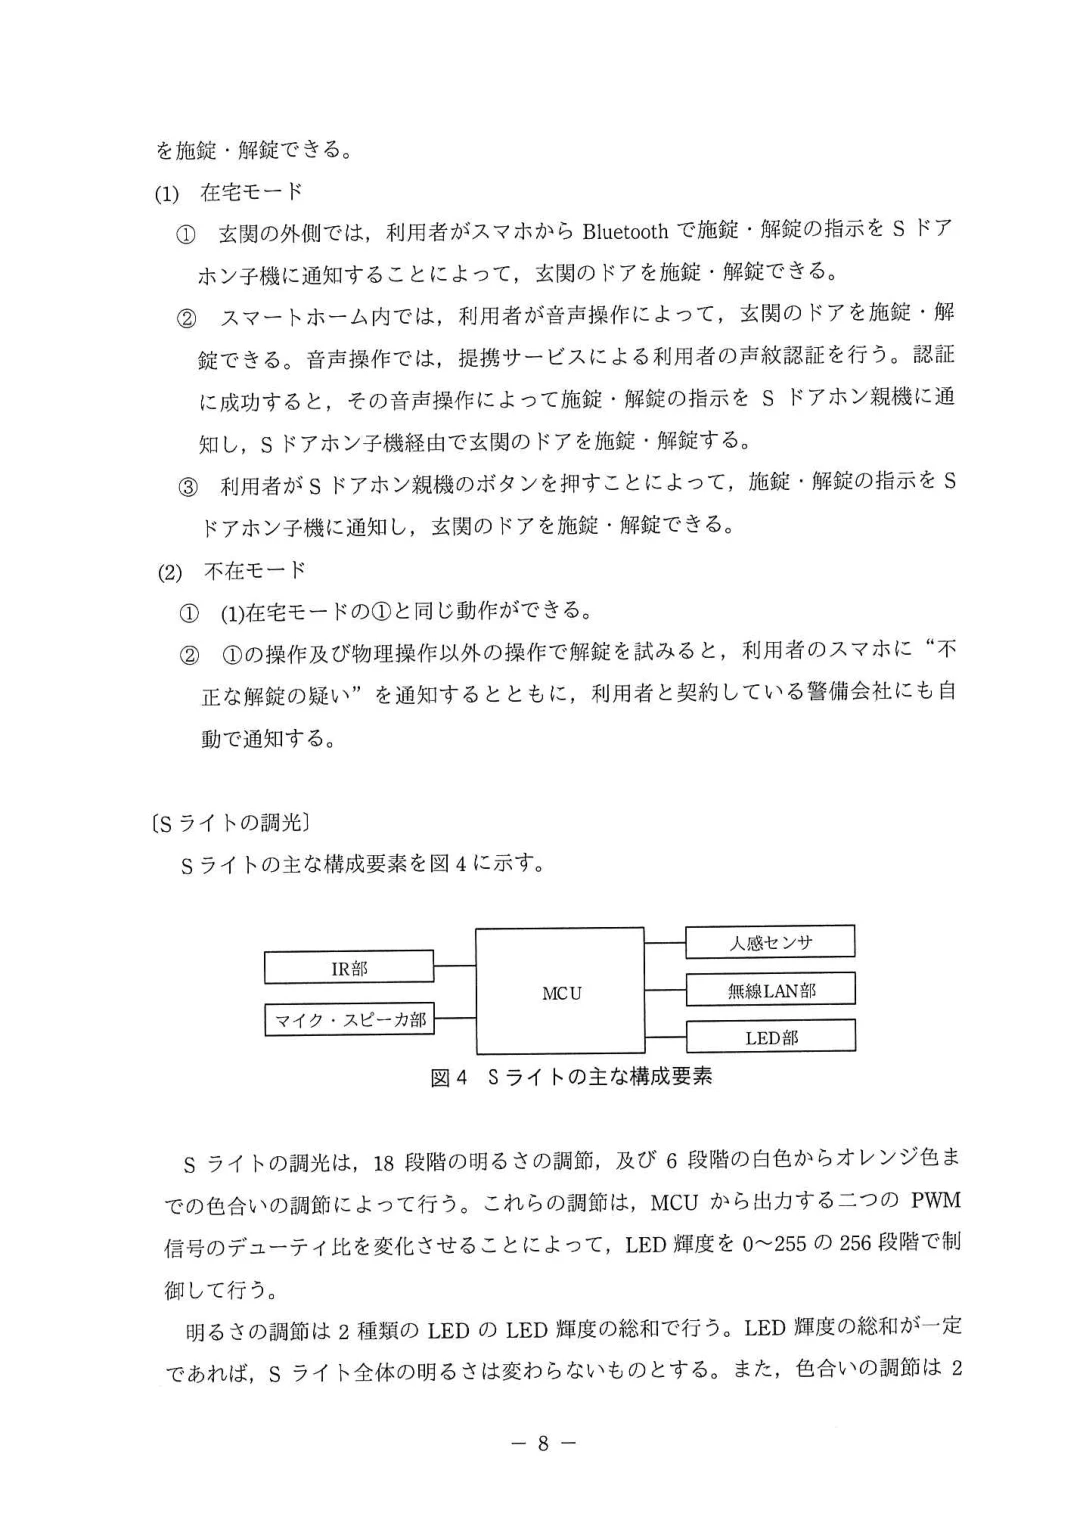 を施錠・解錠できる。
(1) 在宅モード
① 玄関の外側では，利用者がスマホから Bluetooth で施錠・解錠の指示を S ドア
ホン子機に通知することによって，玄関のドアを施錠・解錠できる。
② スマートホーム内では，利用者が音声操作によって，玄関のドアを施錠・解
錠できる。音声操作では，提携サービスによる利用者の声紋認証を行う。認証
に成功すると，その音声操作によって施錠・解錠の指示を S ドアホン親機に通
知し，S ドアホン子機経由で玄関のドアを施錠・解錠する。
③ 利用者が S ドアホン親機のボタンを押すことによって，施錠・解錠の指示を S
ドアホン子機に通知し，玄関のドアを施錠・解錠できる。
(2) 不在モード
① (1)在宅モードの①と同じ動作ができる。
② ①の操作及び物理操作以外の操作で解錠を試みると，利用者のスマホに“不
正な解錠の疑い”を通知するとともに，利用者と契約している警備会社にも自
動で通知する。
〔S ライトの調光〕
S ライトの主な構成要素を図 4 に示す。
IR部
マイク・スピーカ部
MCU
人感センサ
無線LAN部
LED部
図 4 S ライトの主な構成要素
S ライトの調光は，18 段階の明るさの調節，及び 6 段階の白色からオレンジ色ま
での色合いの調節によって行う。これらの調節は，MCU から出力する二つの PWM
信号のデューティ比を変化させることによって，LED 輝度を 0～255 の 256 段階で制
御して行う。
明るさの調節は 2 種類の LED の LED 輝度の総和で行う。LED 輝度の総和が一定
であれば，S ライト全体の明るさは変わらないものとする。また，色合いの調節は 2
－ 8 －